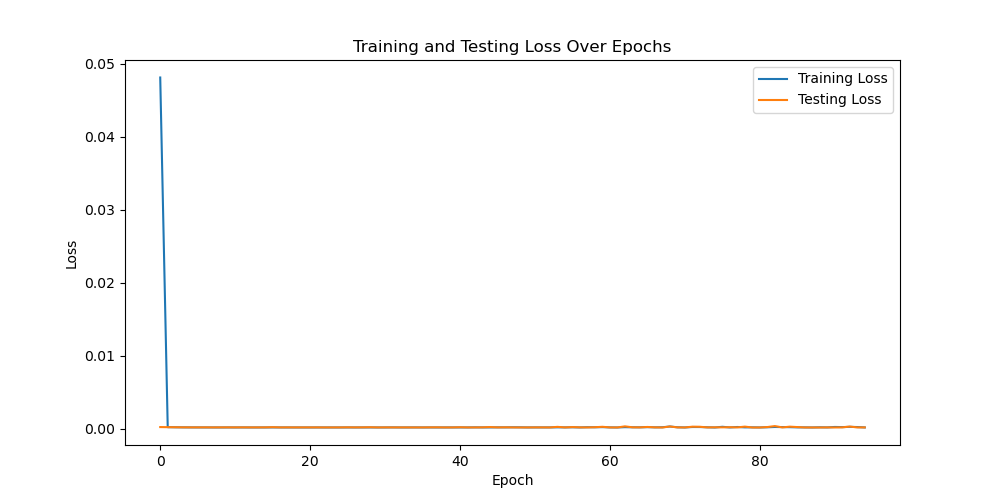 Training and Testing Loss Over Epochs
Training Loss
Testing Loss
0.05
0.04
0.03
0.02
0.01
0.00
Loss
0
20
40
60
80
Epoch